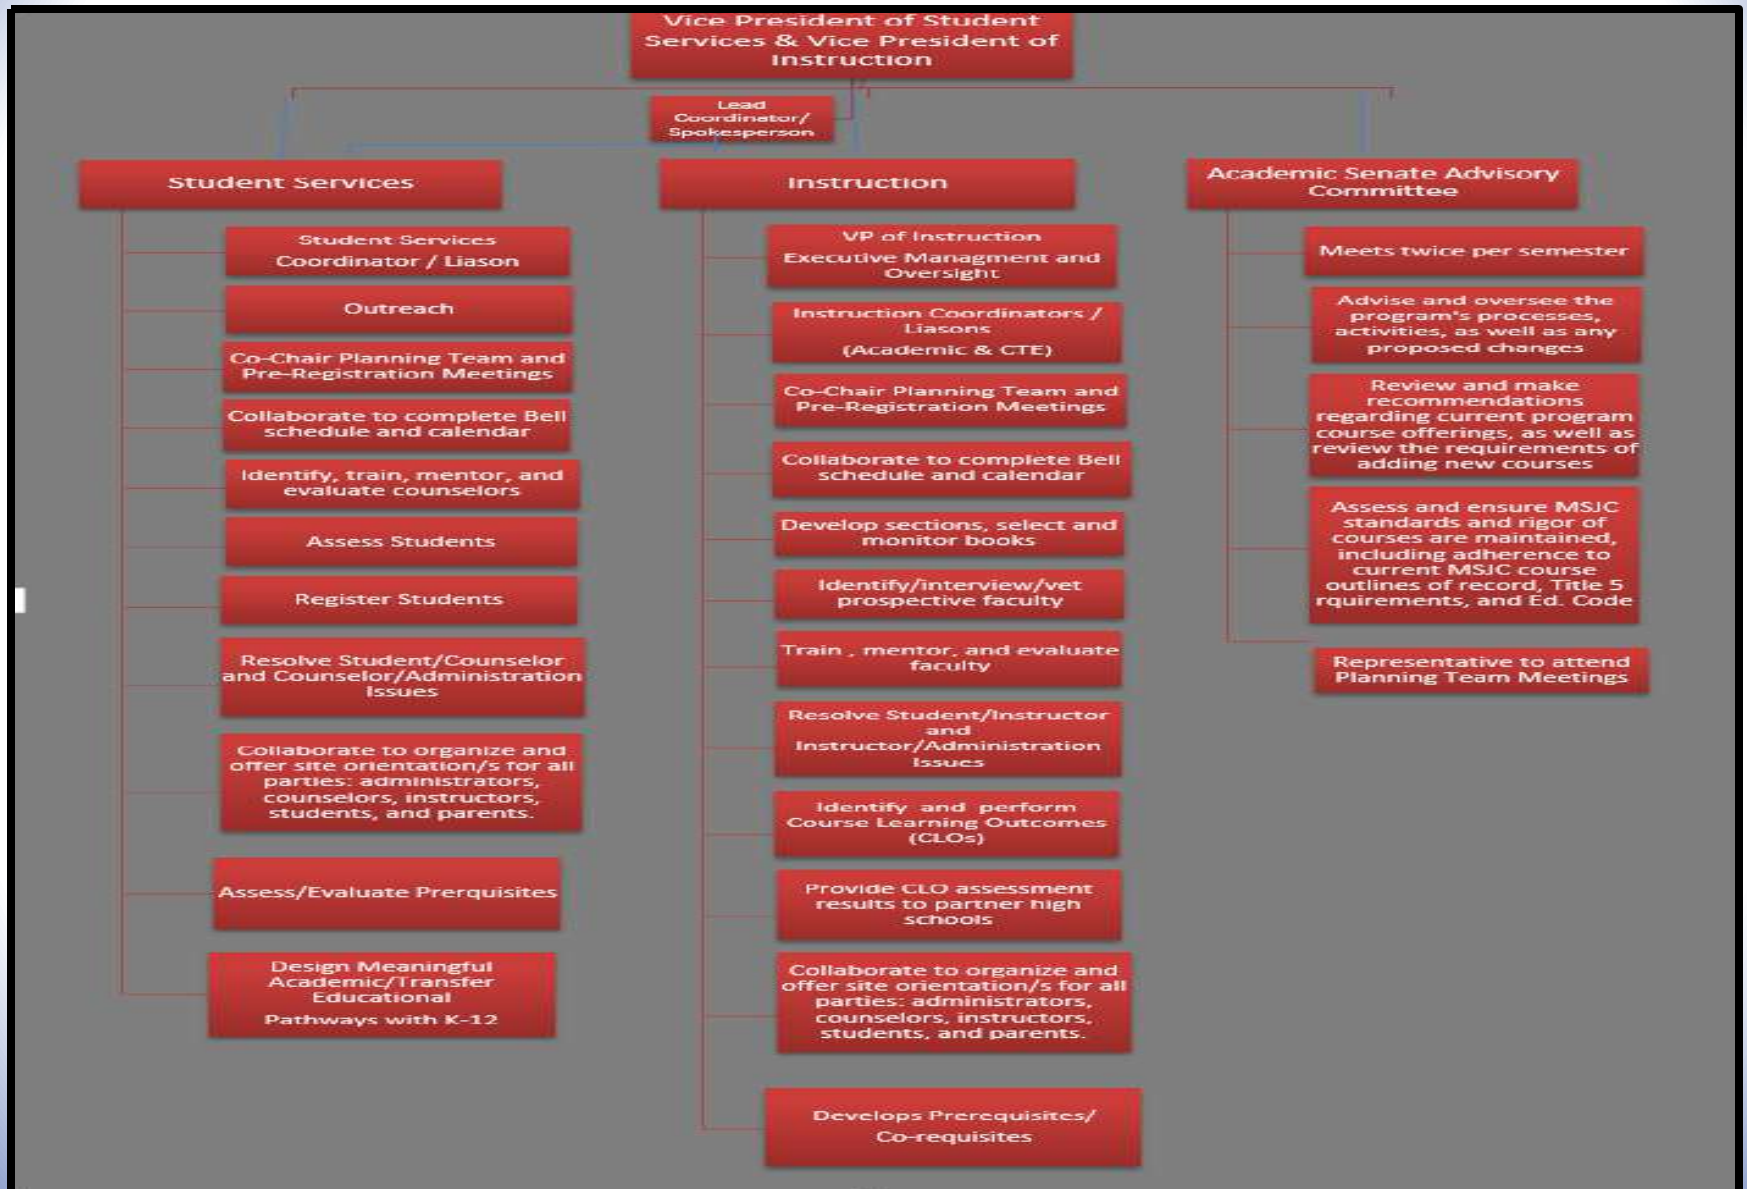 Vice President of Student
Services & Vice President of
Instruction
Lead
Coordinator/
Spokesperson
Student Services
Student Services
Coordinator / Liason
Outreach
Co-Chair Planning Team and
Pre-Registration Meetings
Collaborate to complete Bell
schedule and calendar
Identify, train, mentor, and
evaluate counselors
Assess Students
Register Students
Resolve Student/Counselor
and Counselor/Administration
Issues
Collaborate to organize and
offer site orientation/s for all
parties: administrators,
counselors, instructors,
students, and parents.
Assess/Evaluate Prerquisites
Design Meaningful
Academic/Transfer
Educational
Pathways with K-12
Instruction
VP of Instruction
Executive Managment and
Oversight
Instruction Coordinators /
Liasons
(Academic & CTE)
Co-Chair Planning Team and
Pre-Registration Meetings
Collaborate to complete Bell
schedule and calendar
Develop sections, select and
monitor books
Identify/interview/vet
prospective faculty
Train , mentor, and evaluate
faculty
Resolve Student/Instructor
and
Instructor/Administration
Issues
Identify and perform
Course Learning Outcomes
(CLOs)
Provide CLO assessment
results to partner high
schools
Collaborate to organize and
offer site orientation/s for all
parties: administrators,
counselors, instructors,
students, and parents.
Develops Prerequisites/
Co-requisites
Academic Senate Advisory
Committee
Meets twice per semester
Advise and oversee the
program's processes,
activities, as well as any
proposed changes
Review and make
recommendations
regarding current program
course offerings, as well as
review the requirements of
adding new courses
Assess and ensure MSJC
standards and rigor of
courses are maintained,
including adherence to
current MSJC course
outlines of record, Title 5
rquirements, and Ed. Code
Representative to attend
Planning Team Meetings